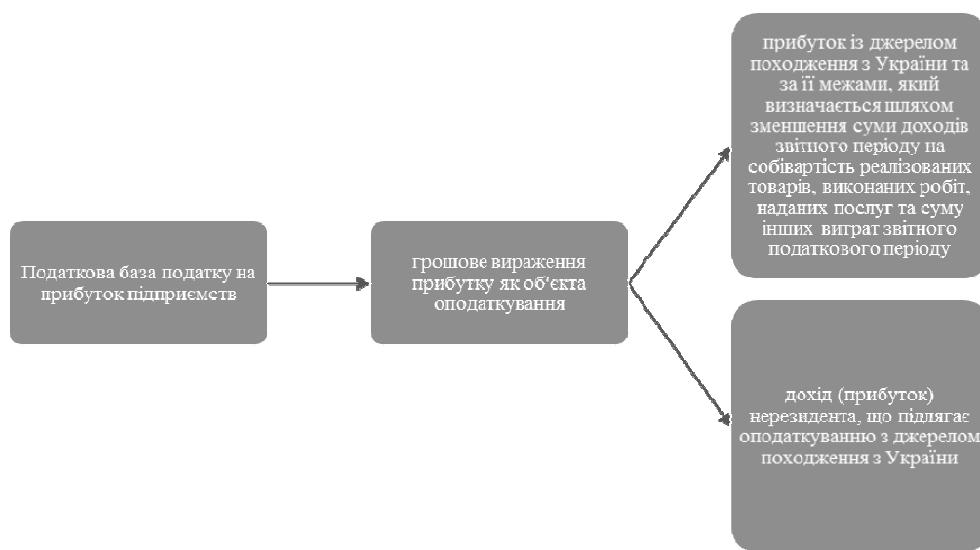 Податкова база податку на
прибуток підприємств
грошове вираження
прибутку як об'єкта
оподаткування
прибуток із джерелом
походження з України та
за її межами, який
визначається шляхом
зменшення суми доходів
звітного періоду на
собівартість реалізованих
товарів, виконаних робіт,
наданих послуг та суму
інших витрат звітного
податкового періоду
дохід (прибуток)
нерезидента, що підлягає
оподаткуванню з джерелом
походження з України